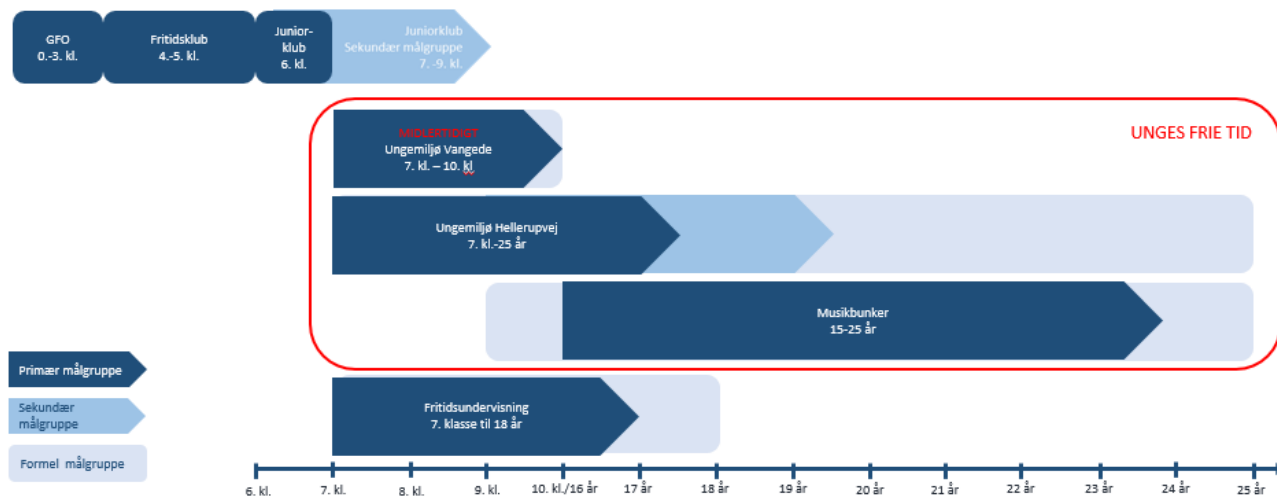 GFO
0.-3. kl.
Fritidsklub
4.-5. kl.
Junior-
klub
6. kl.
Juniorklub
Sekundær målgruppe
7.-9. kl.
UNGES FRIE TID
MIDLERTIDIGT
Ungemiljø Vangede
7. kl. – 10. kl
Ungemiljø Hellerupvej
7. kl.-25 år
Musikbunker
15-25 år
Fritidsundervisning
7. klasse til 18 år
Primær målgruppe
Sekundær
målgruppe
Formel målgruppe
6. kl.
7. kl.
8. kl.
9. kl.
10. kl./16 år
17 år
18 år
19 år
20 år
21 år
22 år
23 år
24 år
25 år